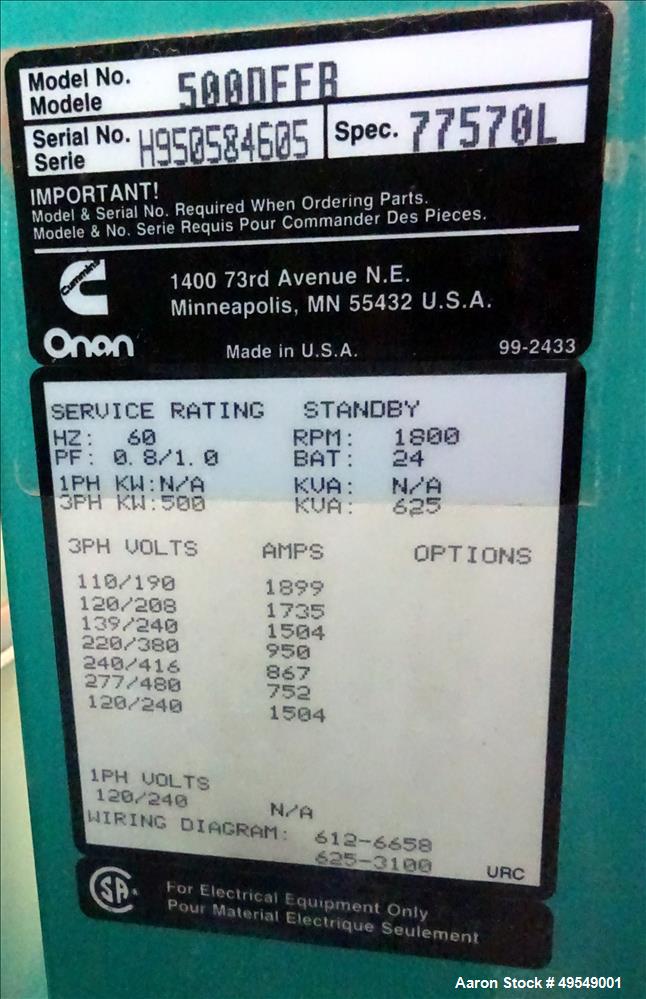 Model No. 500DFFB
Modele
Serial No. H950584605 Spec. 77570L
Serie
IMPORTANT!
Model & Serial No. Required When Ordering Parts.
Modele & No. Serie Requis Pour Commander Des Pieces.
Cummins
1400 73rd Avenue N.E.
Minneapolis, MN 55432 U.S.A.
Onan
Made in U.S.A. 99-2433
SERVICE RATING STANDBY
HZ: 60 RPM: 1800
PF: 0.8/1.0 BAT: 24
1PH KW:N/A KVA: N/A
3PH KW:500 KVA: 625
3PH VOLTS AMPS OPTIONS
110/190 1899
120/208 1735
139/240 1504
220/380 950
240/416 867
277/480 752
120/240 1504
1PH VOLTS
120/240 N/A
WIRING DIAGRAM: 612-6658
625-3100 URC
SA
For Electrical Equipment Only
Pour Material Electrique Seulement
Aaron Stock # 49549001